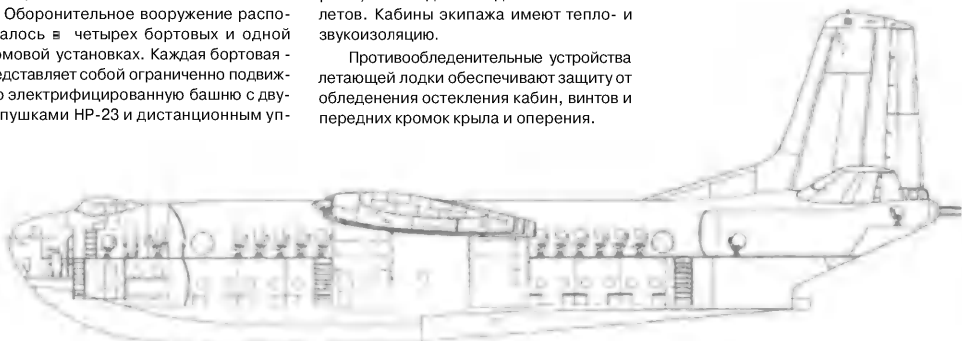 Оборонительное вооружение распо-
алось в четырех бортовых и одной
рмовой установках. Каждая бортовая -
едставляет собой ограниченно подвиж-
о электрифицированную башню с дву-
пушками НР-23 и дистанционным уп-
летов. Кабины экипажа имеют тепло- и
звукоизоляцию.
Противообледенительные устройства
летающей лодки обеспечивают защиту от
обледенения остекления кабин, винтов и
передних кромок крыла и оперения.